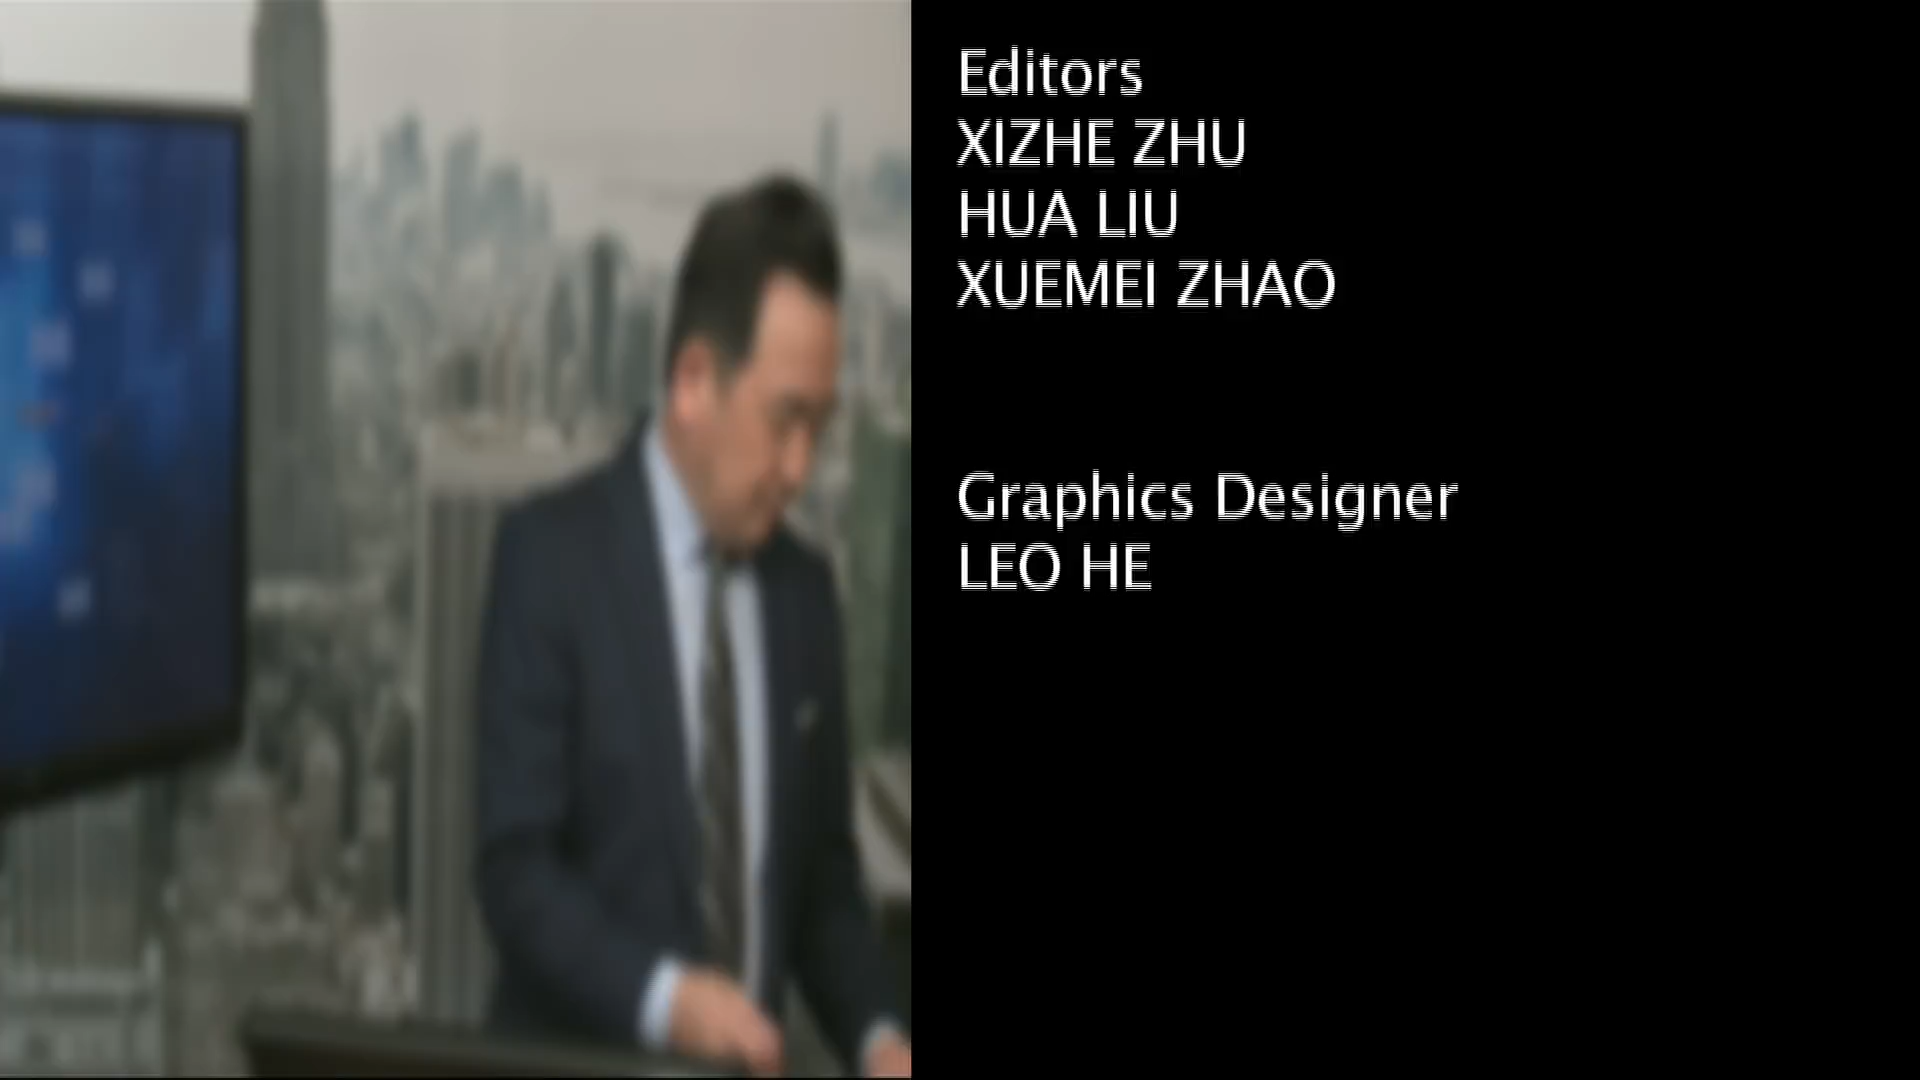 Editors
XIZHE ZHU
HUA LIU
XUEMEI ZHAO
Graphics Designer
LEO HE